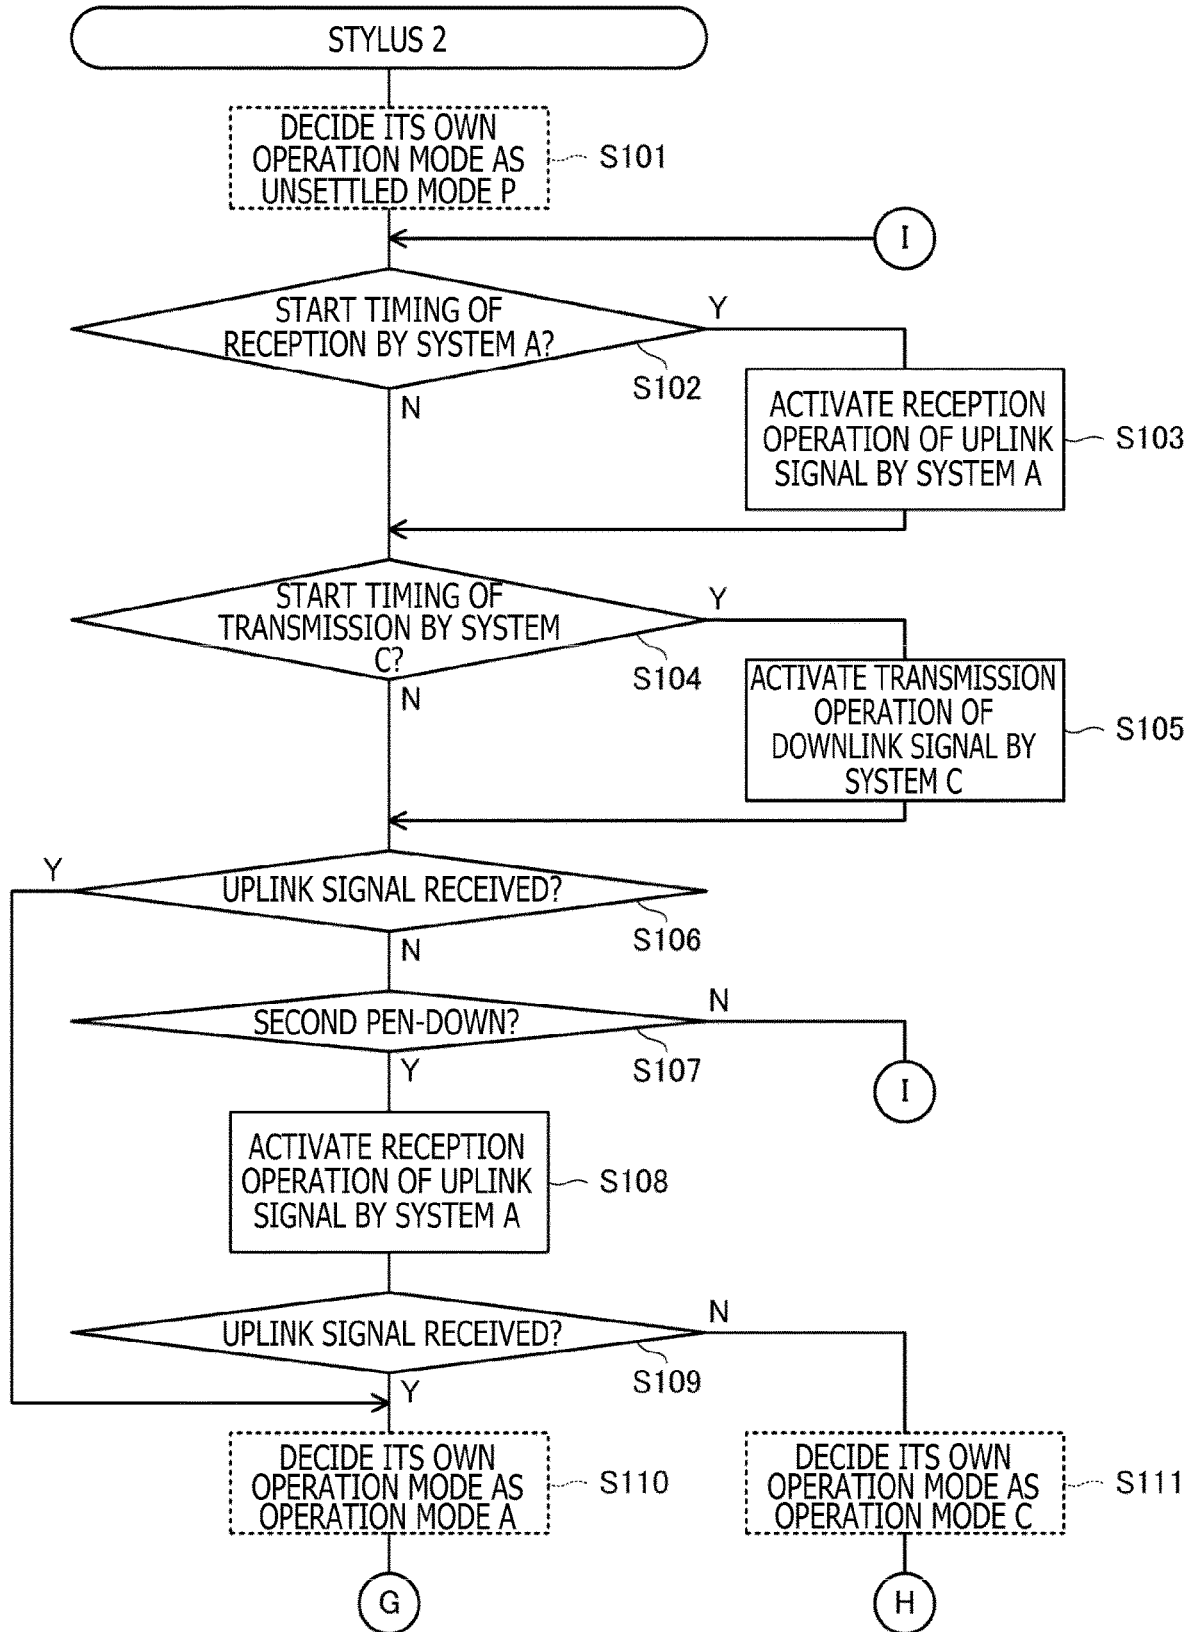 STYLUS 2
DECIDE ITS OWN
OPERATION MODE AS
UNSETTLED MODE P
S101
I
START TIMING OF
RECEPTION BY SYSTEM A?
Y
S102
N
ACTIVATE RECEPTION
OPERATION OF UPLINK
SIGNAL BY SYSTEM A
S103
START TIMING OF
TRANSMISSION BY SYSTEM
C?
Y
S104
N
ACTIVATE TRANSMISSION
OPERATION OF
DOWNLINK SIGNAL BY
SYSTEM C
S105
Y
UPLINK SIGNAL RECEIVED?
S106
N
SECOND PEN-DOWN?
N
S107
Y
I
ACTIVATE RECEPTION
OPERATION OF UPLINK
SIGNAL BY SYSTEM A
S108
UPLINK SIGNAL RECEIVED?
N
S109
Y
DECIDE ITS OWN
OPERATION MODE AS
OPERATION MODE A
S110
DECIDE ITS OWN
OPERATION MODE AS
OPERATION MODE C
S111
G
H